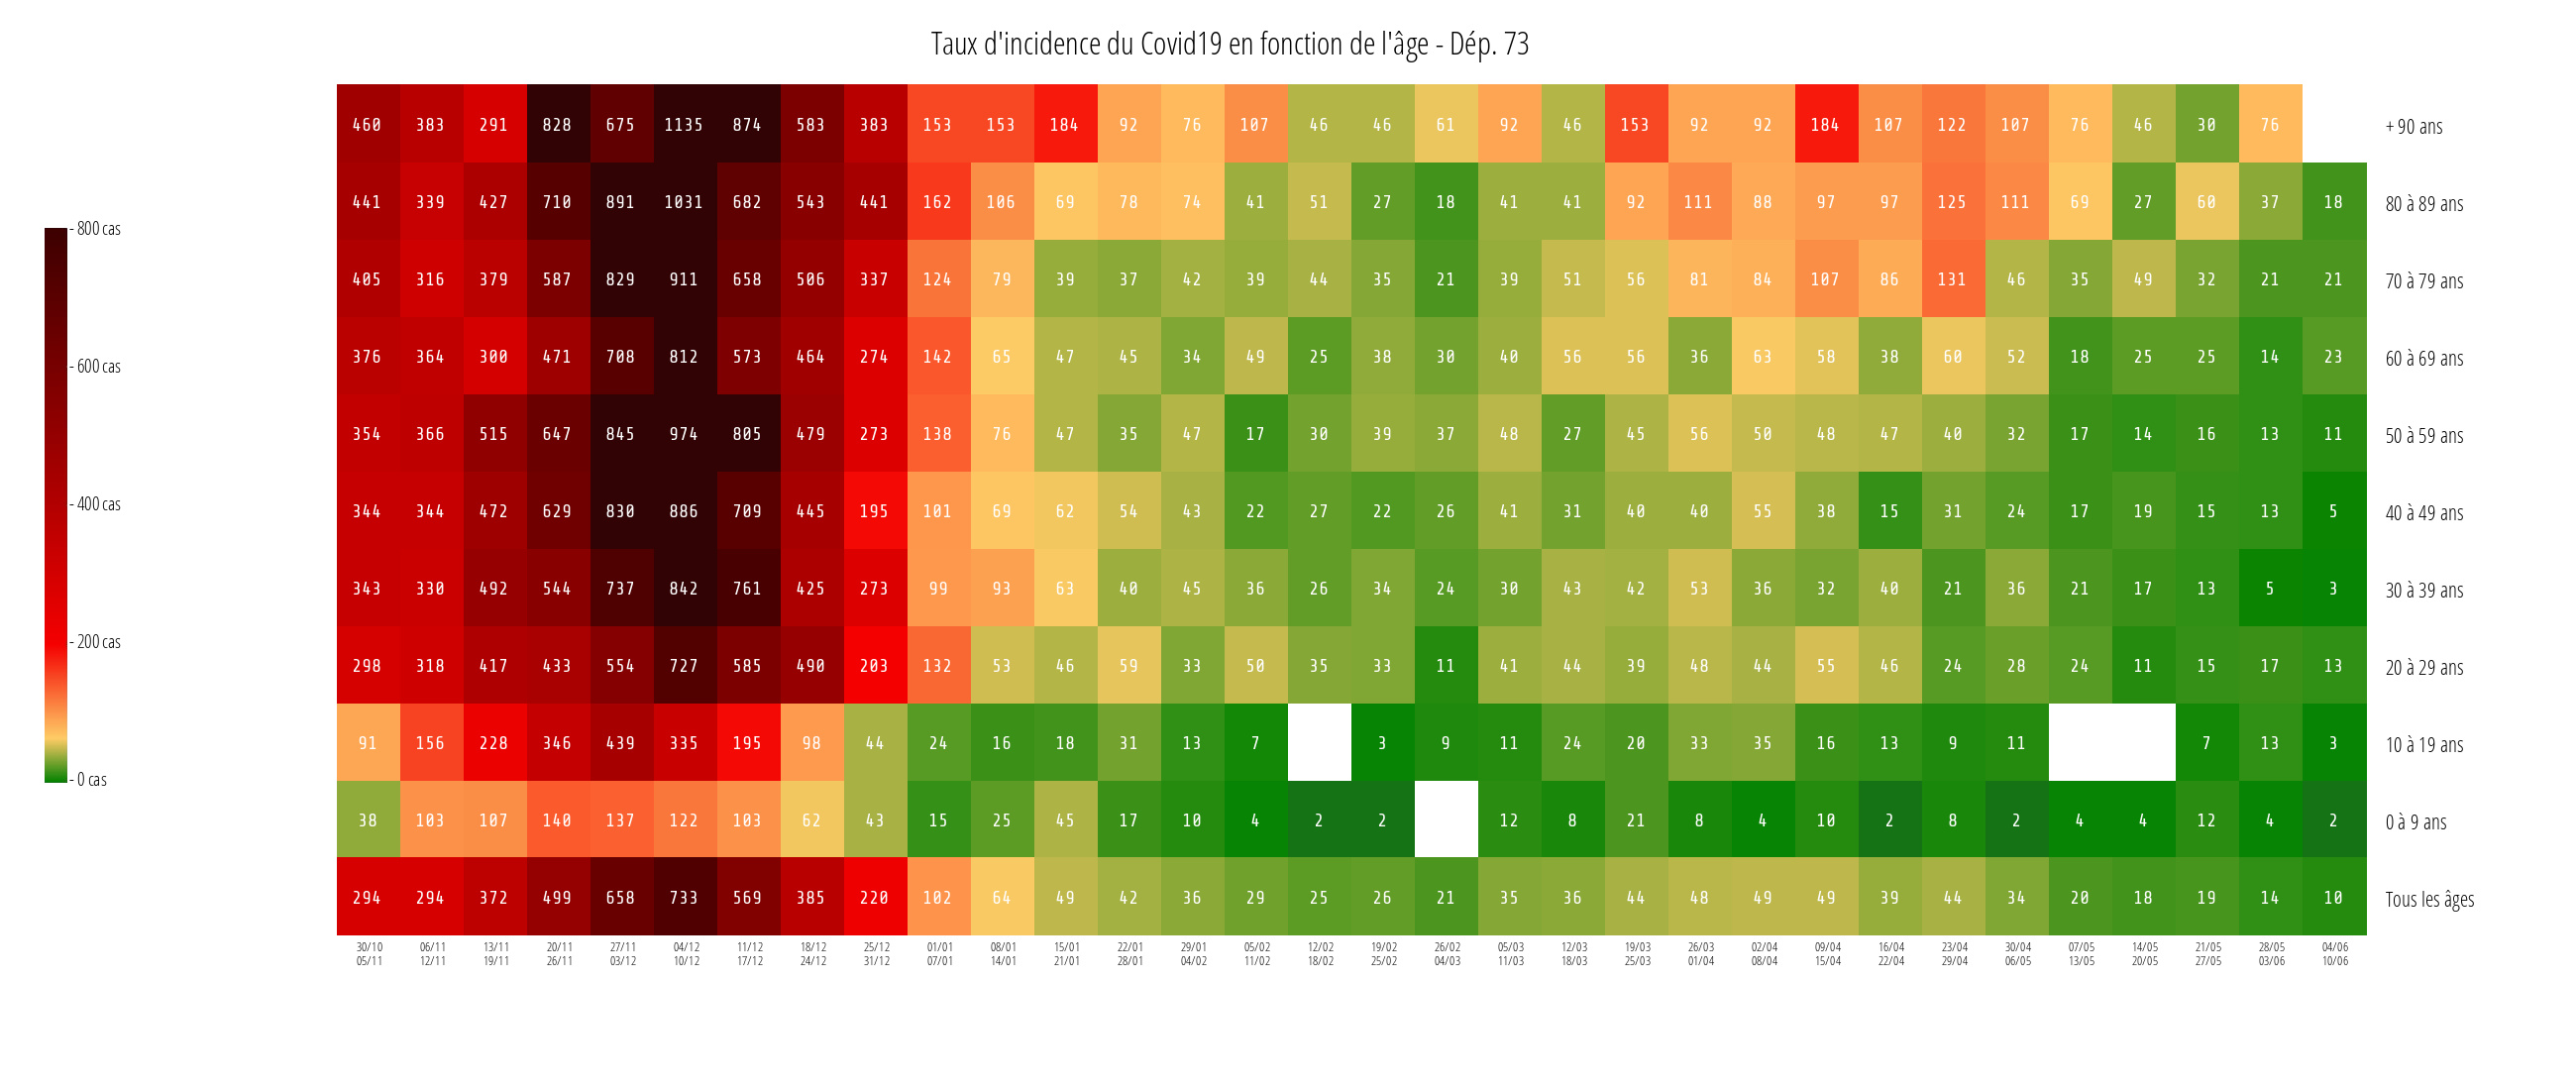 Taux d'incidence du Covid19 en fonction de l'âge - Dép. 73
- 800 cas
- 600 cas
- 400 cas
- 200 cas
- 0 cas
460 383 291 828 675 1135 874 583 383 153 153 184 92 76 107 46 46 61 92 46 153 92 92 184 107 122 107 76 46 30 76 + 90 ans
441 339 427 710 891 1031 682 543 441 162 106 69 78 74 41 51 27 18 41 41 92 111 88 97 97 125 111 69 27 60 37 18 80 à 89 ans
405 316 379 587 829 911 658 506 337 124 79 39 37 42 39 44 35 21 39 51 56 81 84 107 86 131 46 35 49 32 21 21 70 à 79 ans
376 364 300 471 708 812 573 464 274 142 65 47 45 34 49 25 38 30 40 56 56 36 63 58 38 60 52 18 25 25 14 23 60 à 69 ans
354 366 515 647 845 974 805 479 273 138 76 47 35 47 17 30 39 37 48 27 45 56 50 48 47 40 32 17 14 16 13 11 50 à 59 ans
344 344 472 629 830 886 709 445 195 101 69 62 54 43 22 27 22 26 41 31 40 40 55 38 15 31 24 17 19 15 13 5 40 à 49 ans
343 330 492 544 737 842 761 425 273 99 93 63 40 45 36 26 34 24 30 43 42 53 36 32 40 21 36 21 17 13 5 3 30 à 39 ans
298 318 417 433 554 727 585 490 203 132 53 46 59 33 50 35 33 11 41 44 39 48 44 55 46 24 28 24 11 15 17 13 20 à 29 ans
91 156 228 346 439 335 195 98 44 24 16 18 31 13 7 3 9 11 24 20 33 35 16 13 9 11 7 13 3 10 à 19 ans
38 103 107 140 137 122 103 62 43 15 25 45 17 10 4 2 2 12 8 21 8 4 10 2 8 2 4 4 12 4 2 0 à 9 ans
294 294 372 499 658 733 569 385 220 102 64 49 42 36 29 25 26 21 35 36 44 48 49 49 39 44 34 20 18 19 14 10 Tous les âges
30/10 06/11 13/11 20/11 27/11 04/12 11/12 18/12 25/12 01/01 08/01 15/01 22/01 29/01 05/02 12/02 19/02 26/02 05/03 12/03 19/03 26/03 02/04 09/04 16/04 23/04 30/04 07/05 14/05 21/05 28/05 04/06
05/11 12/11 19/11 26/11 03/12 10/12 17/12 24/12 31/12 07/01 14/01 21/01 28/01 04/02 11/02 18/02 25/02 04/03 11/03 18/03 25/03 01/04 08/04 15/04 22/04 29/04 06/05 13/05 20/05 27/05 03/06 10/06